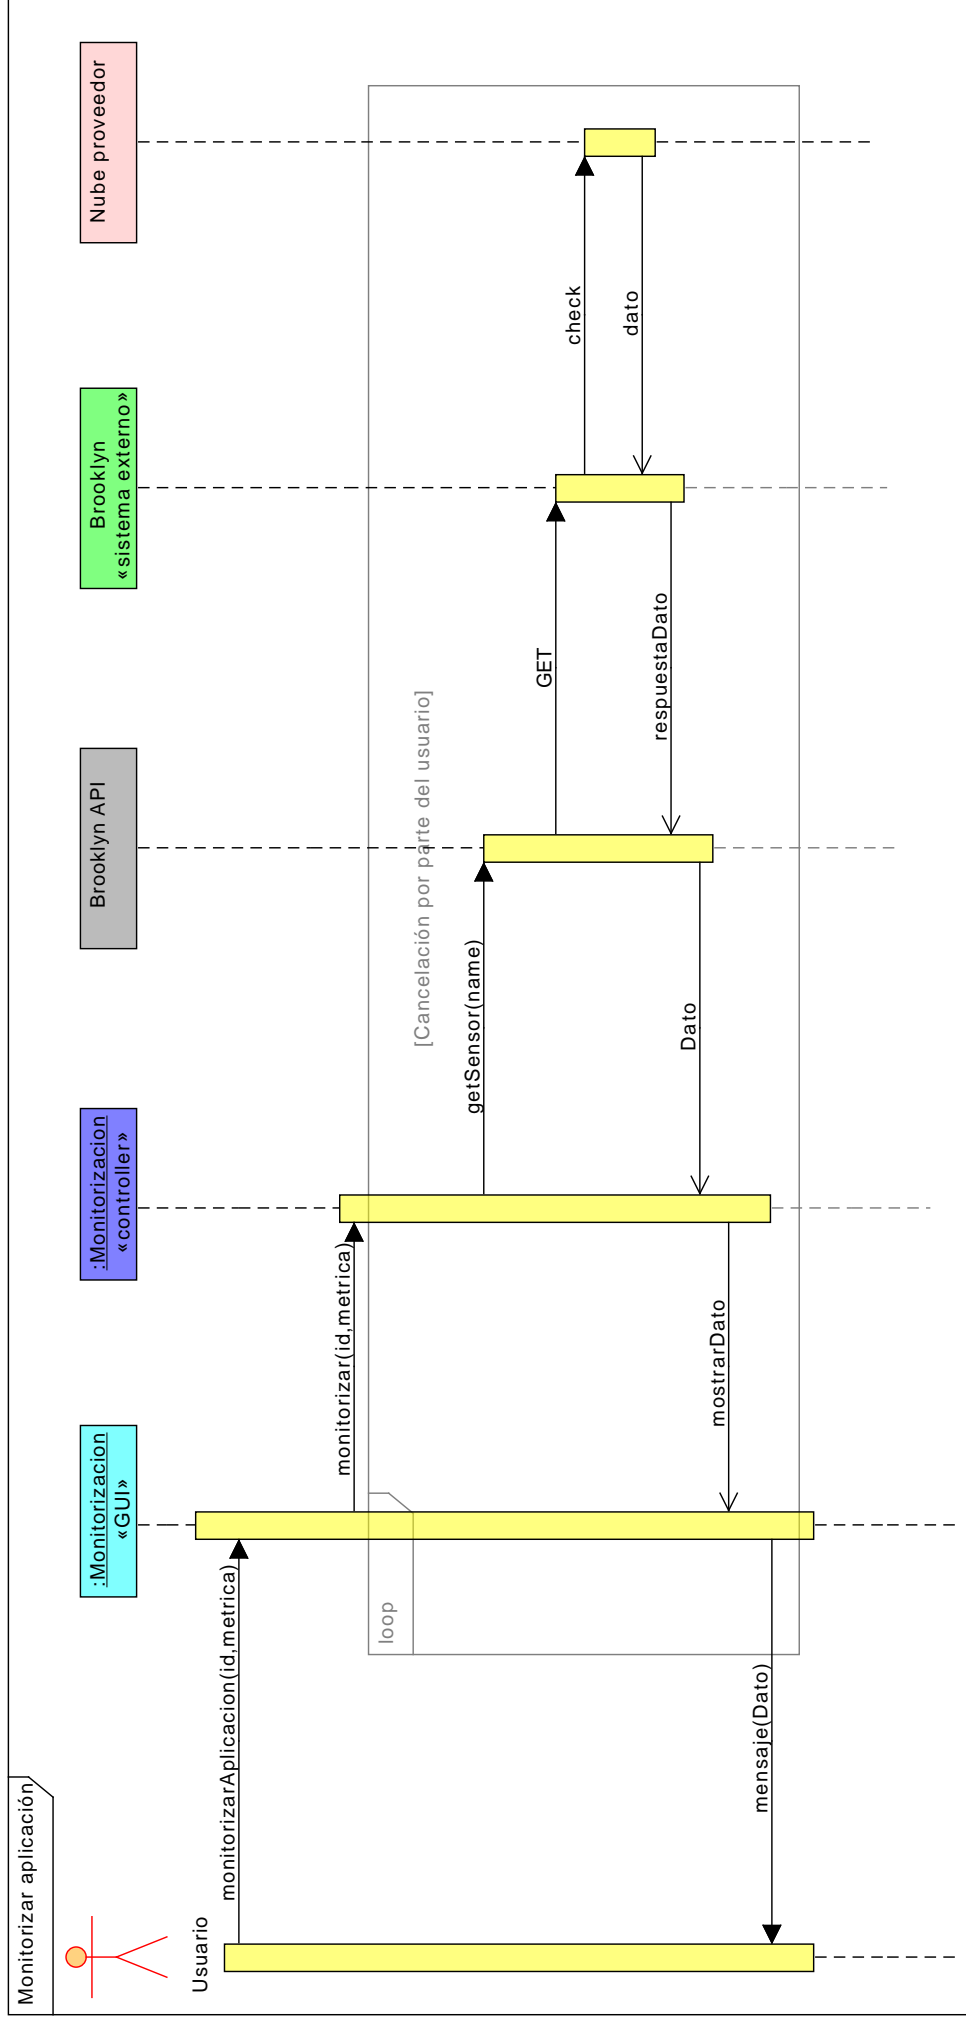 Monitorizar aplicación
Usuario
:Monitorizacion
«GUI»
:Monitorizacion
«controller»
Brooklyn API
Brooklyn
«sistema externo»
Nube proveedor
monitorizarAplicacion(id,metrica)
monitorizar(id,metrica)
loop
[Cancelación por parte del usuario]
getSensor(name)
GET
check
dato
respuestaDato
Dato
mostrarDato
mensaje(Dato)